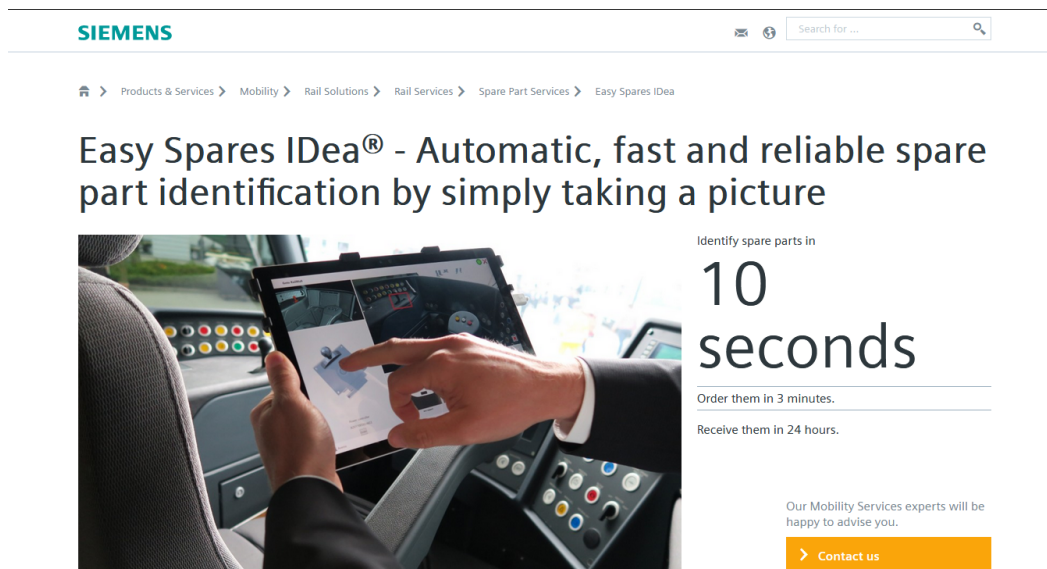 SIEMENS
Search for ...
Products & Services
Mobility
Rail Solutions
Rail Services
Spare Part Services
Easy Spares IDea
Easy Spares IDea® - Automatic, fast and reliable spare
part identification by simply taking a picture
Identify spare parts in
10
seconds
Order them in 3 minutes.
Receive them in 24 hours.
Our Mobility Services experts will be
happy to advise you.
Contact us